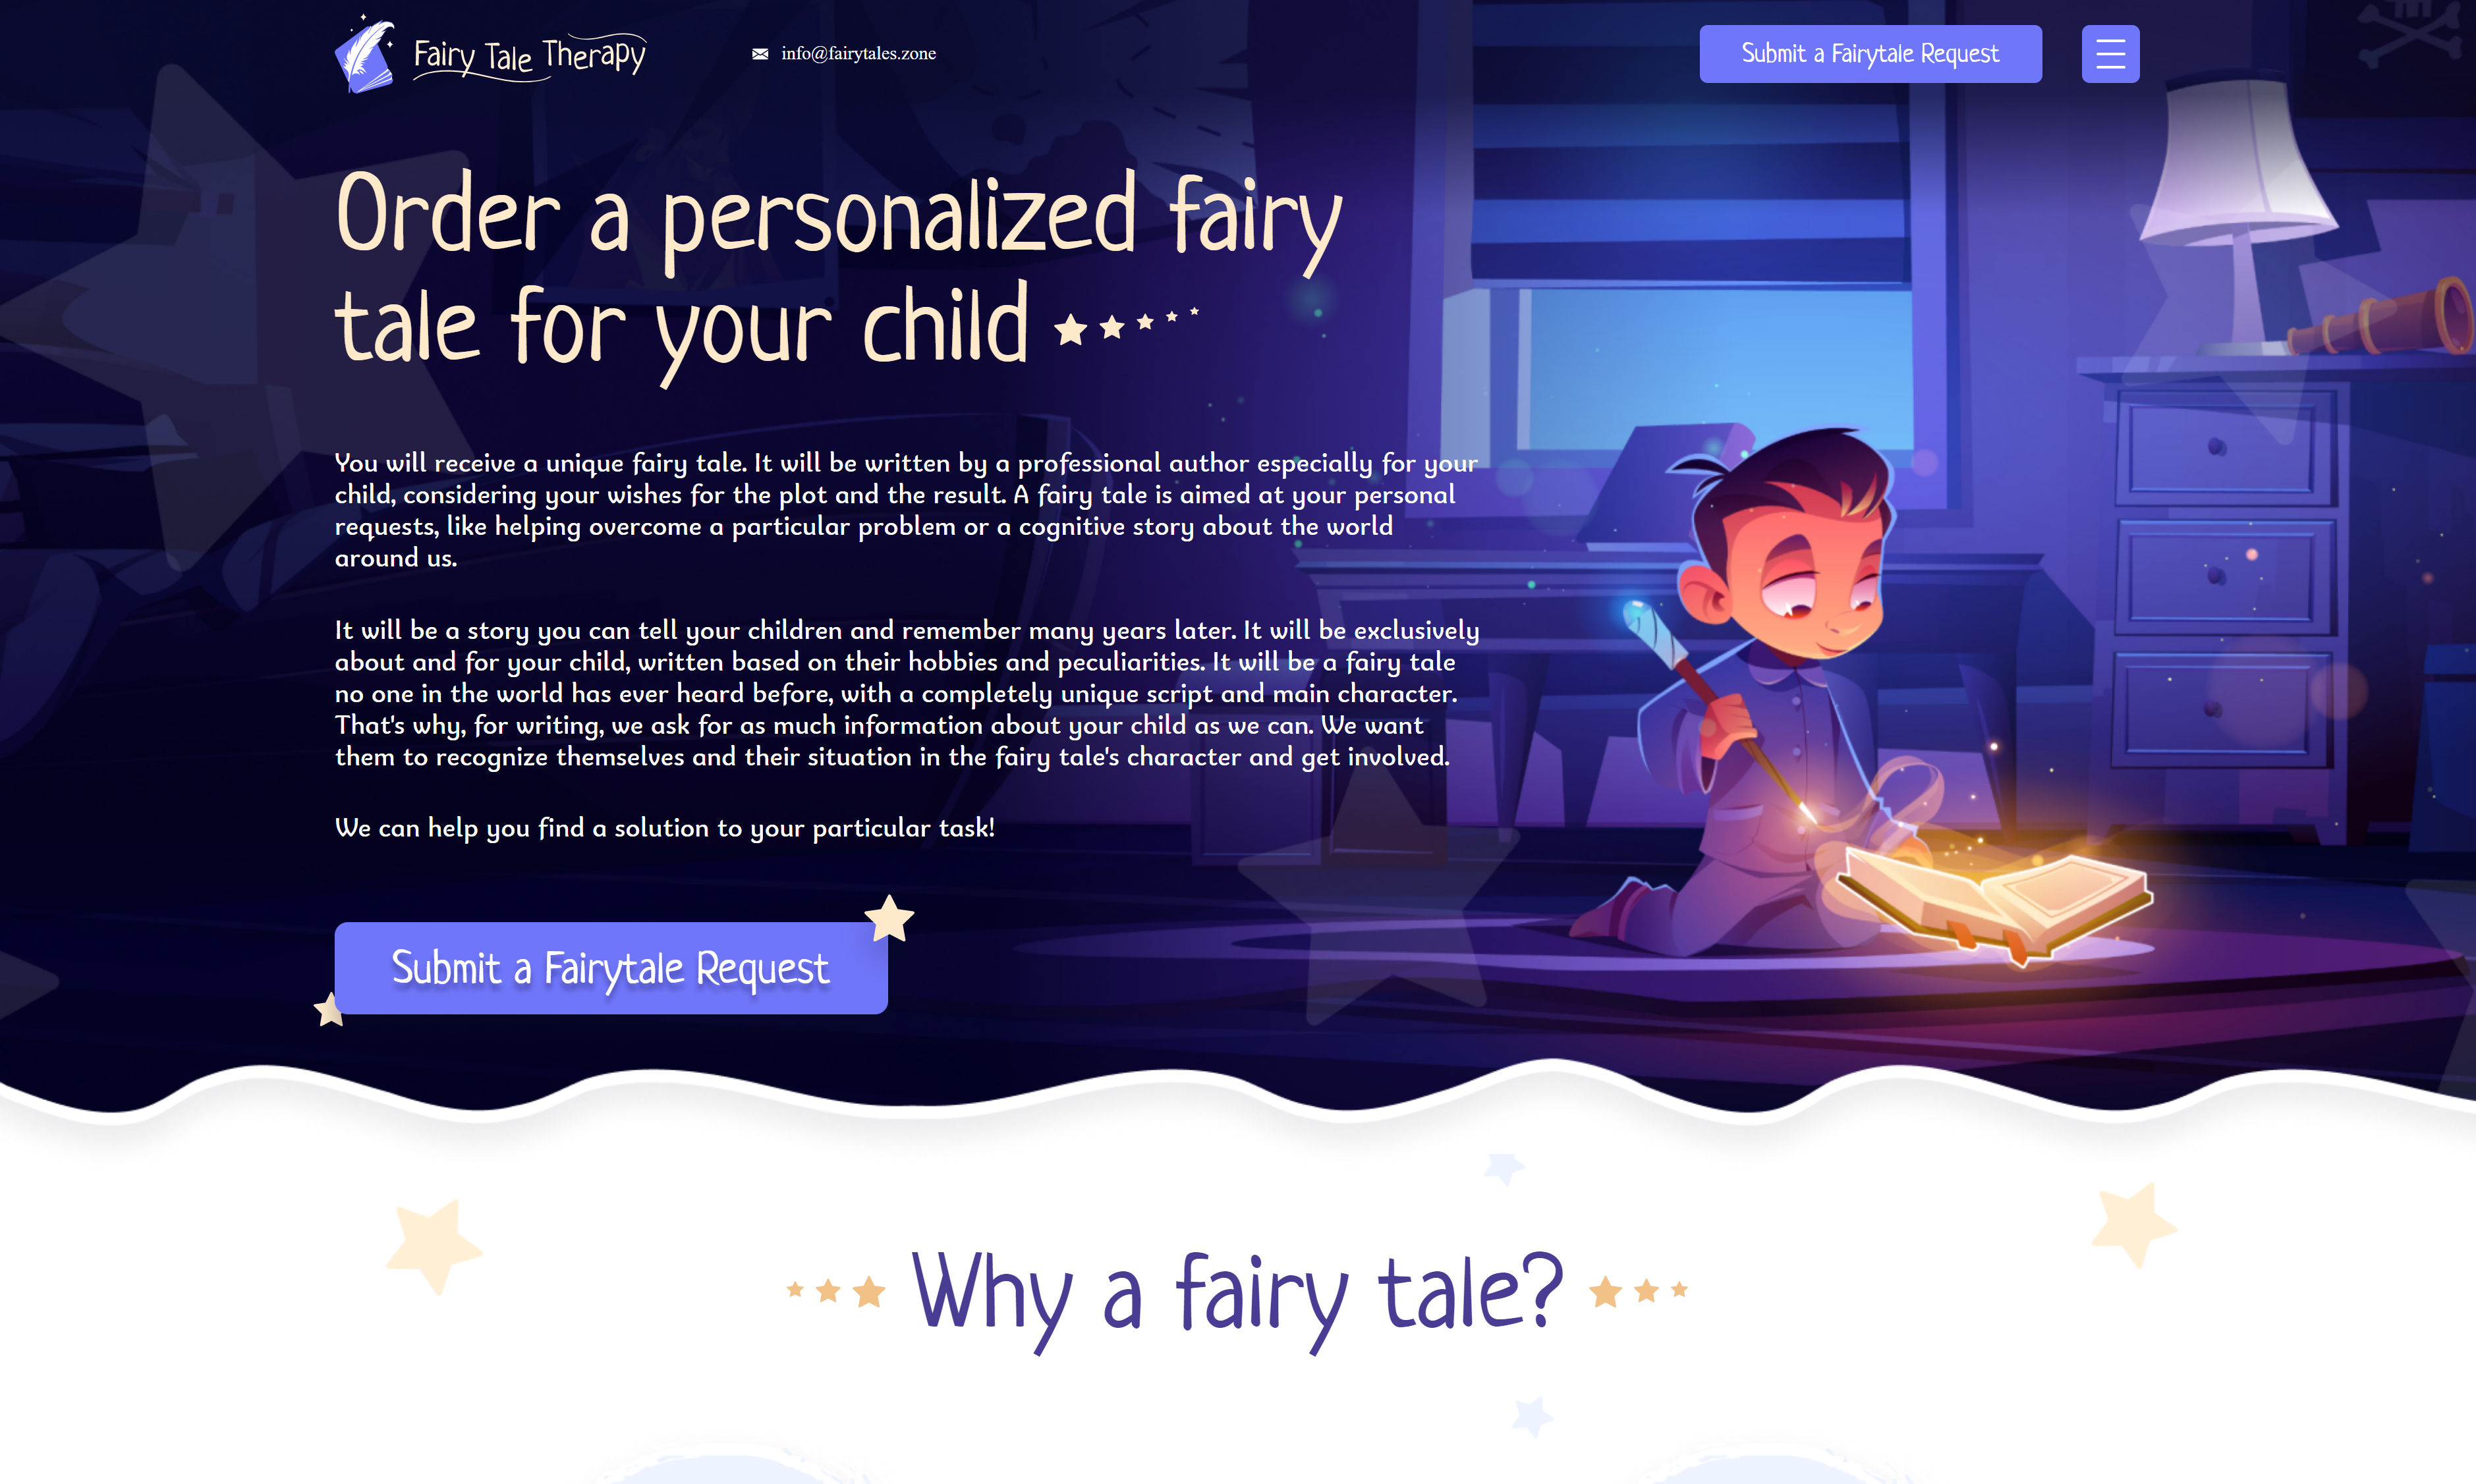 Fairy Tale Therapy
info@fairytales.zone
Submit a Fairytale Request
Order a personalized fairy
tale for your child
You will receive a unique fairy tale. It will be written by a professional author especially for your
child, considering your wishes for the plot and the result. A fairy tale is aimed at your personal
requests, like helping overcome a particular problem or a cognitive story about the world
around us.
It will be a story you can tell your children and remember many years later. It will be exclusively
about and for your child, written based on their hobbies and peculiarities. It will be a fairy tale
no one in the world has ever heard before, with a completely unique script and main character.
That's why, for writing, we ask for as much information about your child as we can. We want
them to recognize themselves and their situation in the fairy tale's character and get involved.
We can help you find a solution to your particular task!
Submit a Fairytale Request
Why a fairy tale?